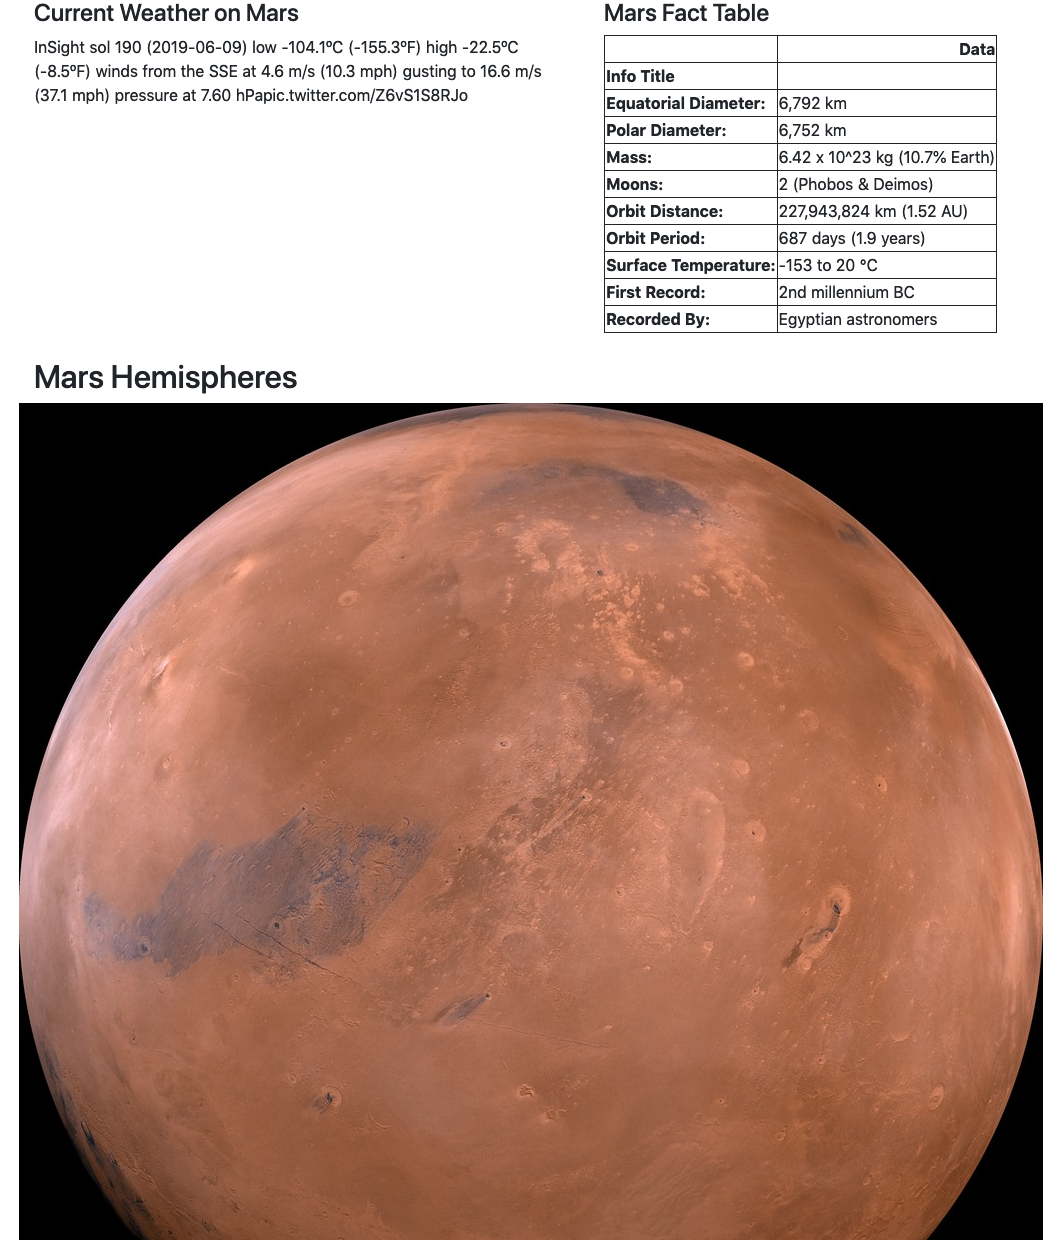 Current Weather on Mars
InSight sol 190 (2019-06-09) low -104.1ºC (-155.3ºF) high -22.5ºC
(-8.5ºF) winds from the SSE at 4.6 m/s (10.3 mph) gusting to 16.6 m/s
(37.1 mph) pressure at 7.60 hPapic.twitter.com/Z6vS1S8RJo
Mars Fact Table
Data
Info Title
Equatorial Diameter: 6,792 km
Polar Diameter: 6,752 km
Mass: 6.42 x 10^23 kg (10.7% Earth)
Moons: 2 (Phobos & Deimos)
Orbit Distance: 227,943,824 km (1.52 AU)
Orbit Period: 687 days (1.9 years)
Surface Temperature: -153 to 20 °C
First Record: 2nd millennium BC
Recorded By: Egyptian astronomers
Mars Hemispheres